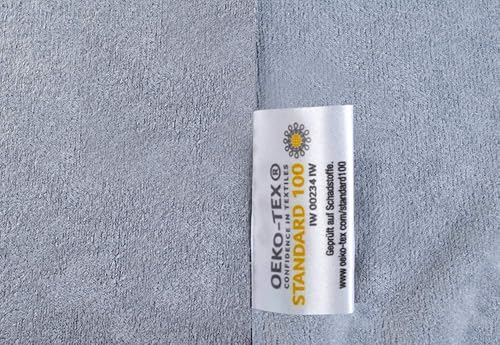 OEKO-TEX®
CONFIDENCE IN TEXTILES
STANDARD 100
IW 00234 IW
Geprüft auf Schadstoffe.
www.oeko-tex.com/standard100